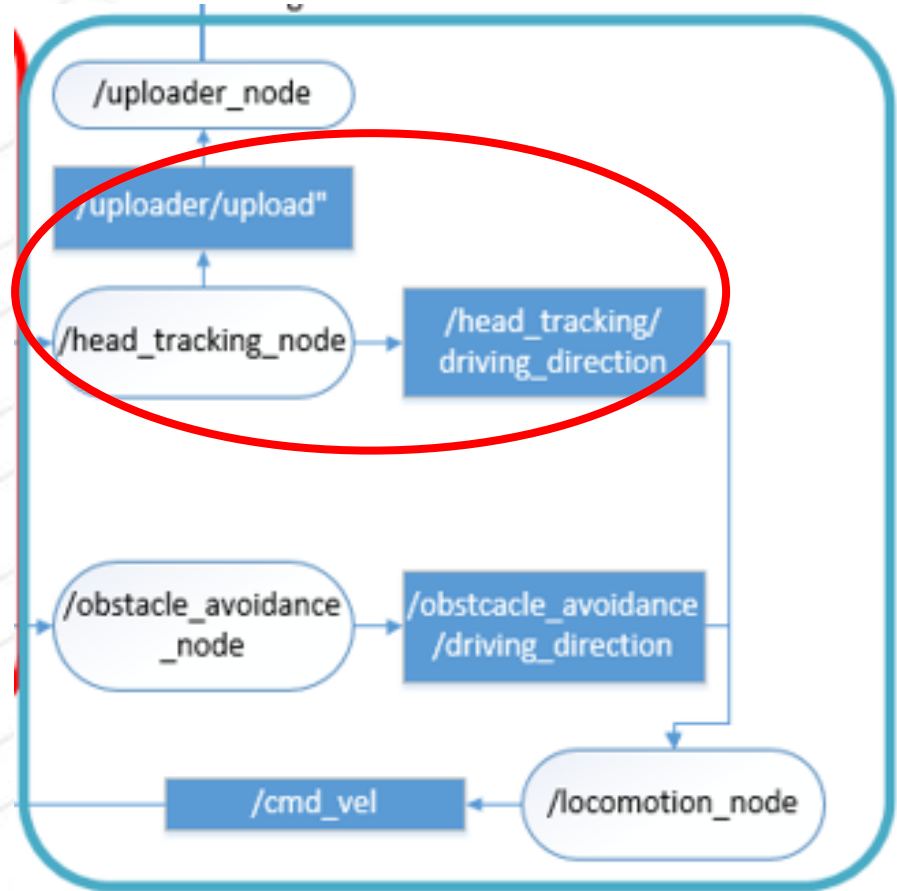 /uploader_node
/uploader/upload"
/head_tracking_node
/head_tracking/
driving_direction
/obstacle_avoidance
_node
/obstcacle_avoidance
/driving_direction
/cmd_vel
/locomotion_node